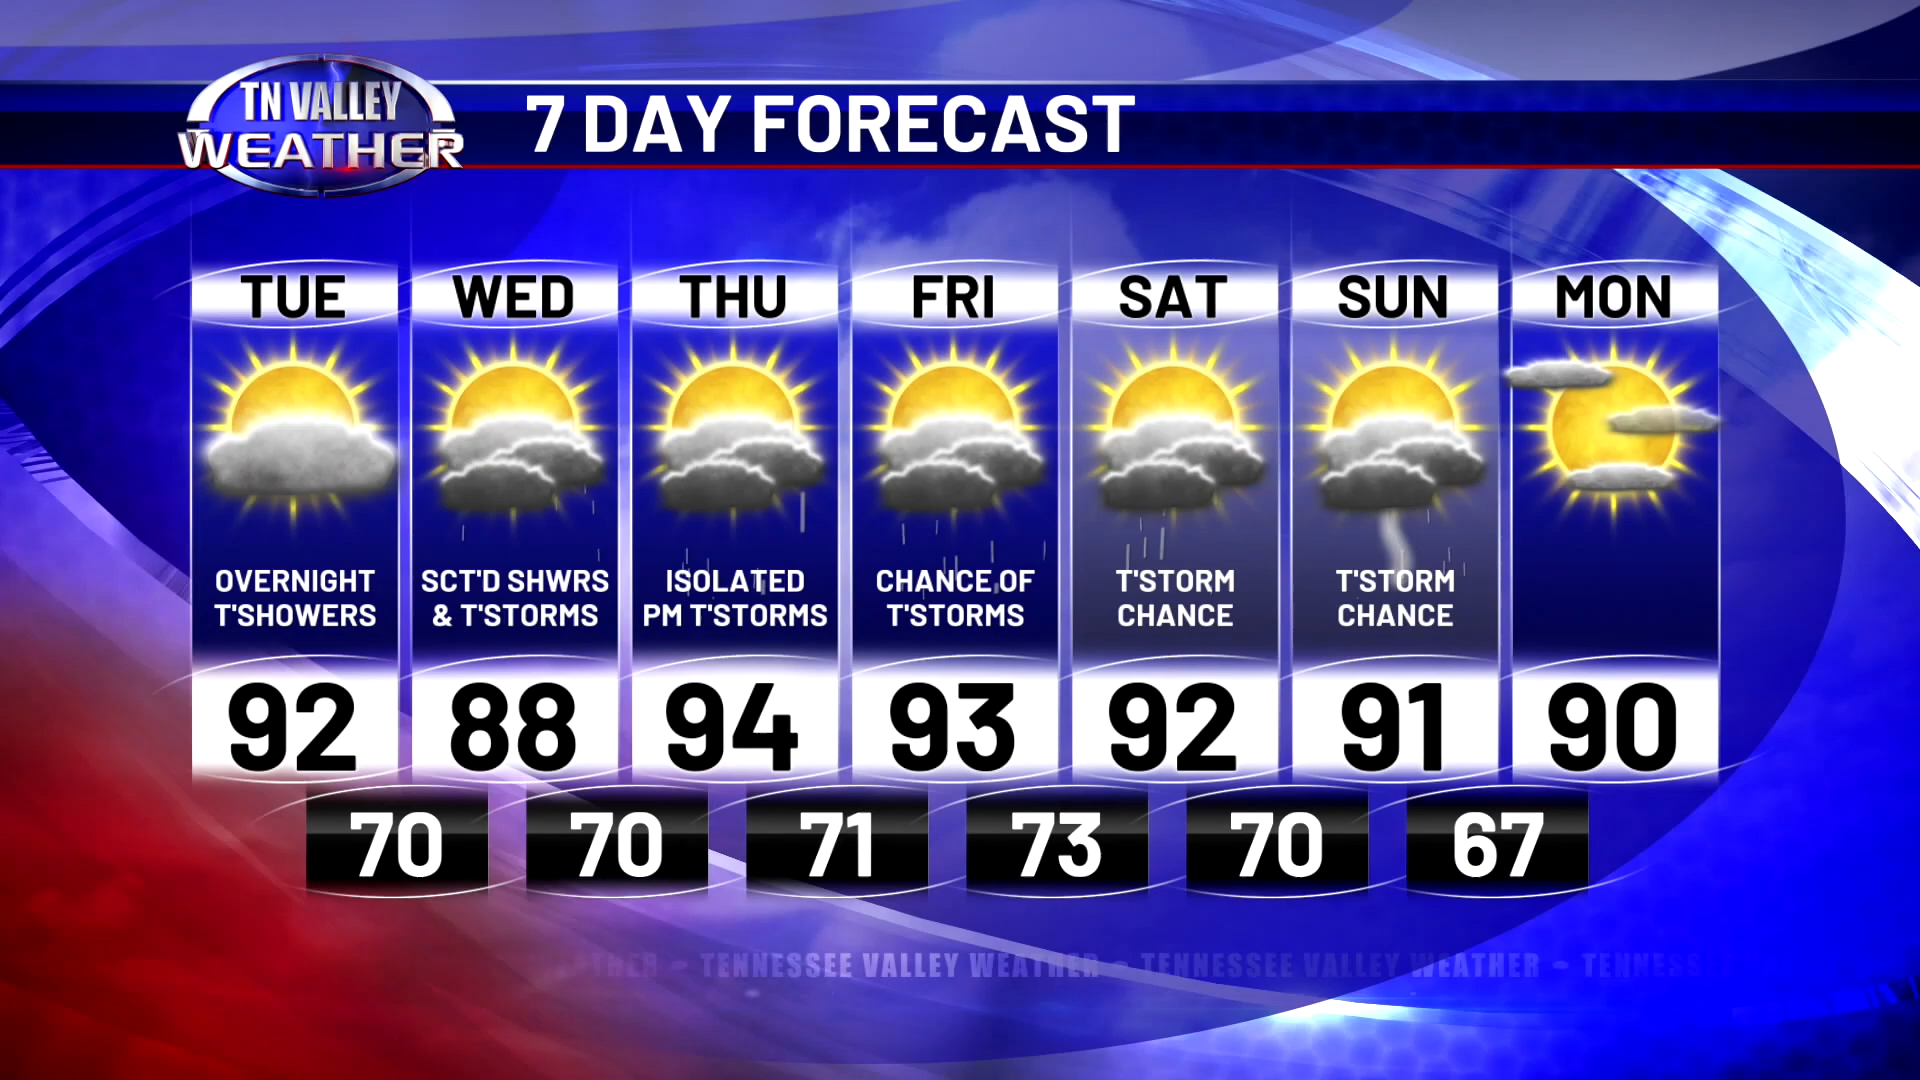 TN VALLEY
WEATHER
7 DAY FORECAST
TUE WED THU FRI SAT SUN MON
OVERNIGHT
T'SHOWERS
SCT'D SHWRS
& T'STORMS
ISOLATED
PM T'STORMS
CHANCE OF
T'STORMS
T'STORM
CHANCE
T'STORM
CHANCE
92 88 94 93 92 91 90
70 70 71 73 70 67
THER - TENNESSEE VALLEY WEATHER - TENNESSEE VALLEY WEATHER - TENNESS